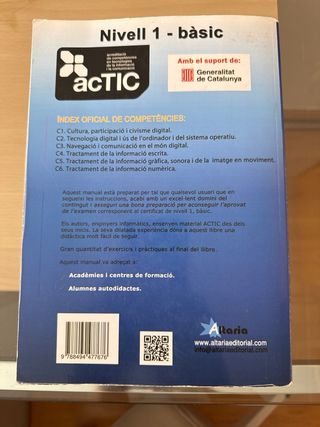 Nivell 1 - bàsic
acreditació
de competències
en tecnologies
de la informació
i la comunicació
acTIC
Amb el suport de:
Generalitat
de Catalunya
ÍNDEX OFICIAL DE COMPETÈNCIES:
C1. Cultura, participació i civisme digital.
C2. Tecnologia digital i ús de l'ordinador i del sistema operatiu.
C3. Navegació i comunicació en el món digital.
C4. Tractament de la informació escrita.
C5. Tractament de la informació gráfica, sonora i de la imatge en moviment.
C6. Tractament de la informació numèrica.
Aquest manual està preparat per tal que qualsevol usuari que en
segueixi les instruccions, acabi amb un excel·lent domini del
contingut i asseguri una bona preparació per aconseguir l'aprovat
de l'examen corresponent al certificat de nivell 1, bàsic.
Els autors, enginyers informàtics, ensenyen material ACTIC des dels
seus inicis. La seva dilatada experiència dóna a aquest llibre una
didàctica molt fàcil de seguir.
Gran quantitat d'exercicis i pràctiques al final del llibre.
Aquest manual va adreçat a:
Acadèmies i centres de formació.
Alumnes autodidactes.
Altaria
www.altariaeditorial.com
info@altariaeditorial.com
9 788494 477676